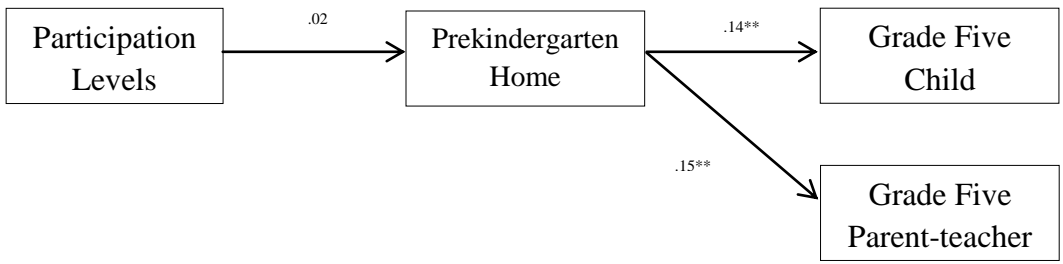 Participation
Levels
.02
Prekindergarten
Home
.14**
Grade Five
Child
.15**
Grade Five
Parent-teacher